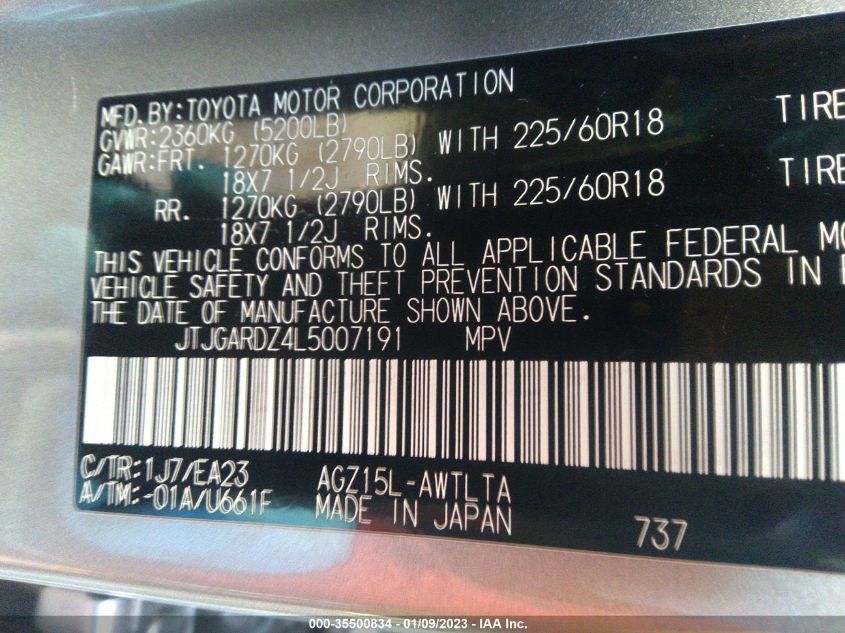 MFD. BY: TOYOTA MOTOR CORPORATION
GVWR: 2360KG (5200LB)
GAWR: FRT. 1270KG (2790LB) WITH 225/60R18 TIRE
18X7 1/2J RIMS.
RR. 1270KG (2790LB) WITH 225/60R18 TIRE
18X7 1/2J RIMS.
THIS VEHICLE CONFORMS TO ALL APPLICABLE FEDERAL MO
VEHICLE SAFETY AND THEFT PREVENTION STANDARDS IN
THE DATE OF MANUFACTURE SHOWN ABOVE.
JTJGARDZ4L5007191 MPV
C/TR: 1J7/EA23 AGZ15L-AWTLTA
A/TM: -01A/U661F MADE IN JAPAN 737
000-35500834 - 01/09/2023 - IAA Inc.